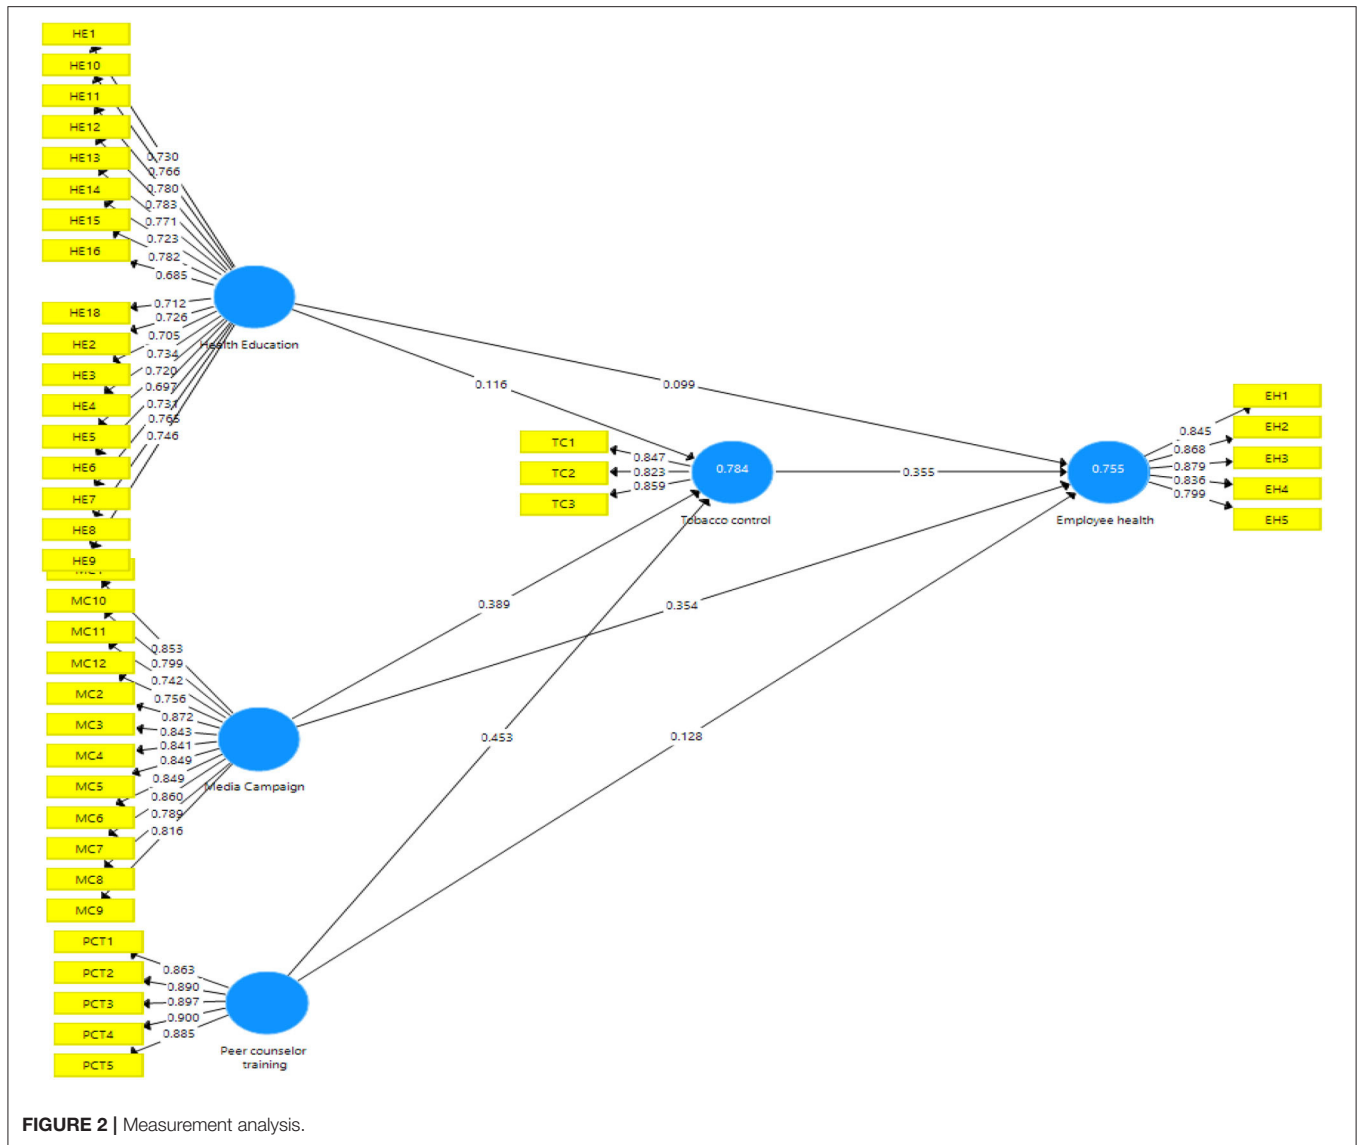 HE1
HE10
HE11
HE12
HE13
HE14
HE15
HE16
HE18
HE2
HE3
HE4
HE5
HE6
HE7
HE8
HE9
0.730
0.766
0.780
0.783
0.771
0.723
0.782
0.685
0.712
0.726
0.705
0.734
0.720
0.697
0.731
0.765
0.746
Health Education
MC10
MC11
MC12
MC2
MC3
MC4
MC5
MC6
MC7
MC8
MC9
0.853
0.799
0.742
0.756
0.872
0.843
0.841
0.849
0.849
0.860
0.789
0.816
Media Campaign
PCT1
PCT2
PCT3
PCT4
PCT5
0.863
0.890
0.897
0.900
0.885
Peer counselor
training
0.116
0.099
0.389
0.354
0.453
0.128
TC1
TC2
TC3
0.847
0.823
0.859
0.784
Tobacco control
0.355
0.755
Employee health
0.845
0.868
0.879
0.836
0.799
EH1
EH2
EH3
EH4
EH5
FIGURE 2 | Measurement analysis.